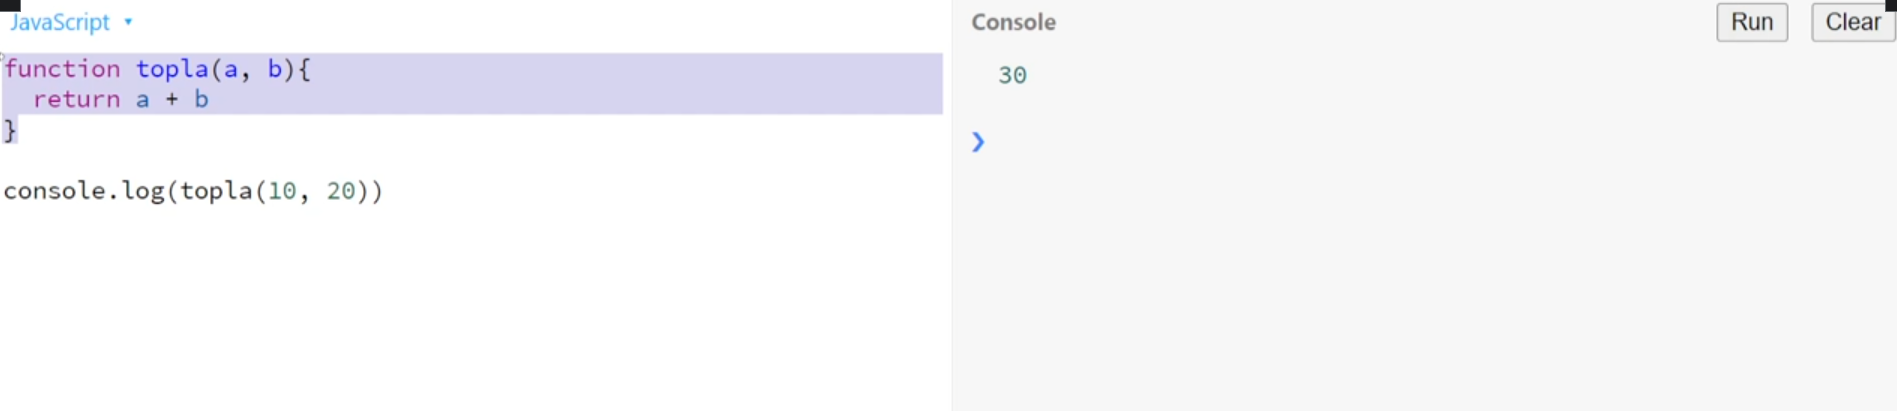 JavaScript
function topla(a, b){
  return a + b
}
console.log(topla(10, 20))
Console
Run
Clear
30